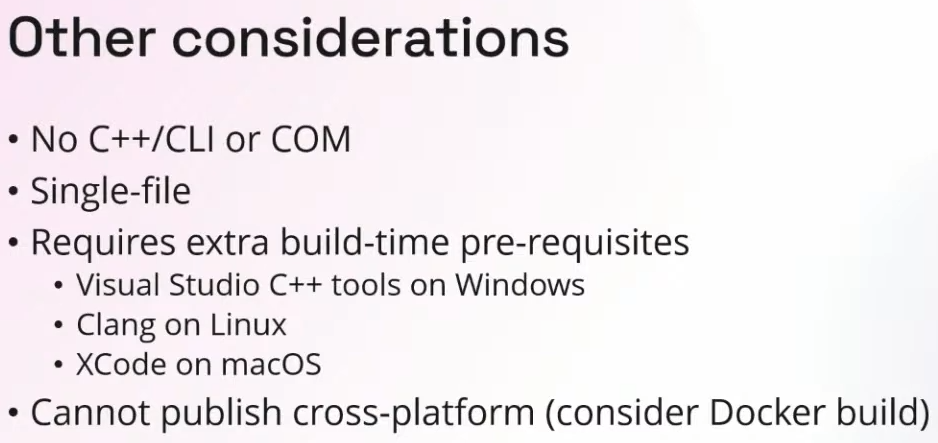 Other considerations
• No C++/CLI or COM
• Single-file
• Requires extra build-time pre-requisites
• Visual Studio C++ tools on Windows
• Clang on Linux
• XCode on macOS
• Cannot publish cross-platform (consider Docker build)